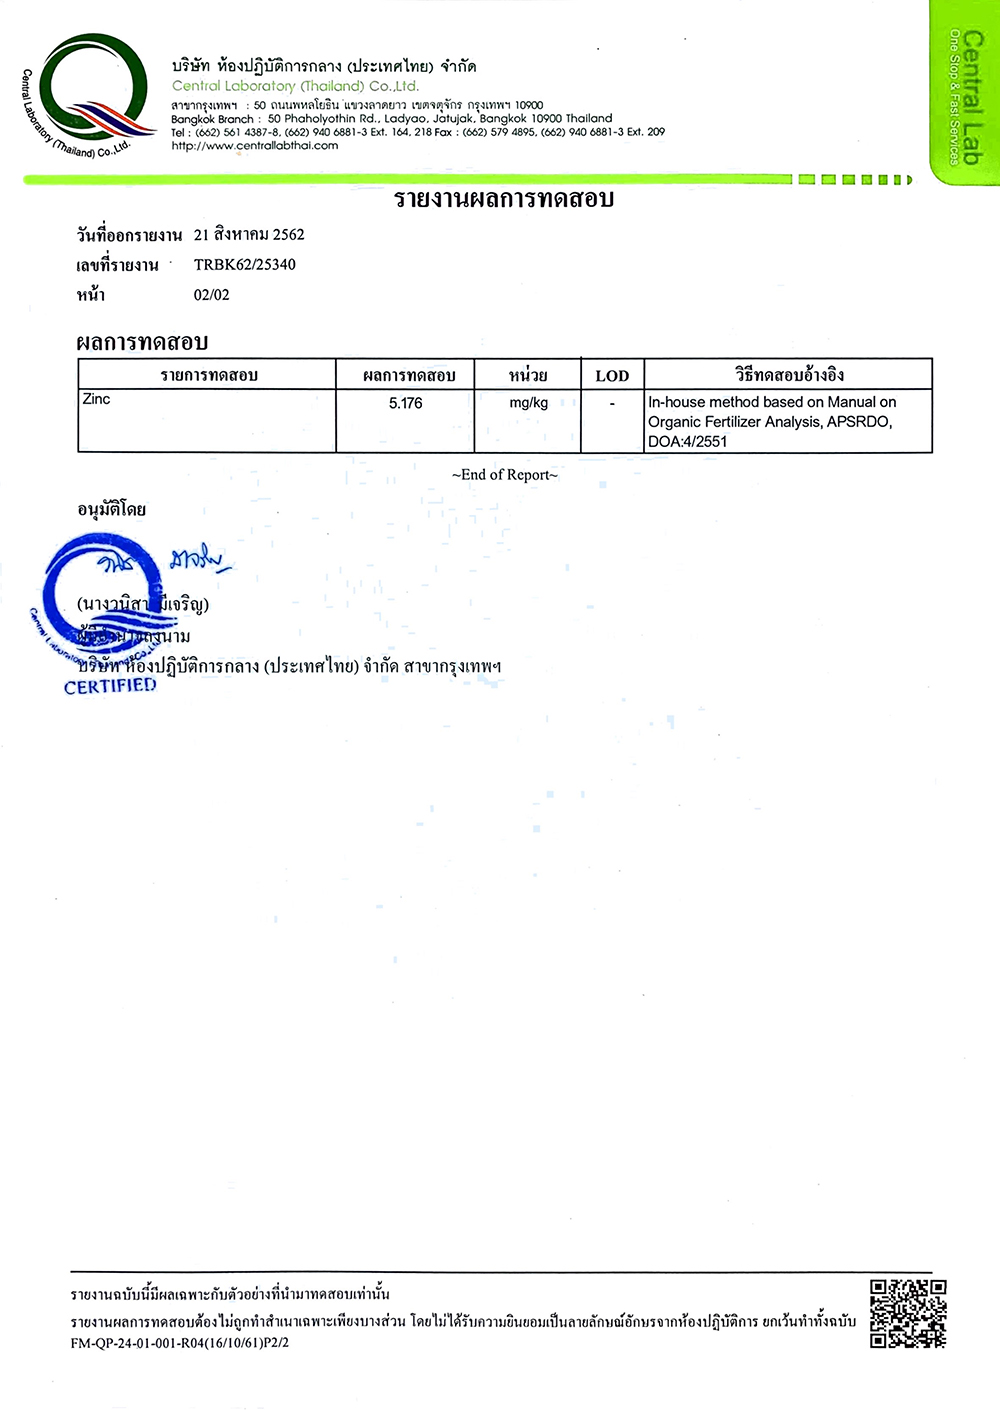 Central Laboratory (Thailand) Co.,Ltd.
บริษัท ห้องปฏิบัติการกลาง (ประเทศไทย) จำกัด
Central Laboratory (Thailand) Co.,Ltd.
สาขากรุงเทพฯ : 50 ถนนพหลโยธิน แขวงลาดยาว เขตจตุจักร กรุงเทพฯ 10900
Bangkok Branch : 50 Phaholyothin Rd., Ladyao, Jatujak, Bangkok 10900 Thailand
Tel : (662) 561 4387-8, (662) 940 6881-3 Ext. 164, 218 Fax : (662) 579 4895, (662) 940 6881-3 Ext. 209
http://www.centrallabthai.com
Central Lab
One Stop & Fast Services
รายงานผลการทดสอบ
วันที่ออกรายงาน 21 สิงหาคม 2562
เลขที่รายงาน TRBK62/25340
หน้า 02/02
ผลการทดสอบ
รายการทดสอบ ผลการทดสอบ หน่วย LOD วิธีทดสอบอ้างอิง
Zinc 5.176 mg/kg - In-house method based on Manual on
Organic Fertilizer Analysis, APSRDO,
DOA:4/2551
~End of Report~
อนุมัติโดย
(นางวนิสา มีเจริญ)
ผู้มีอำนาจลงนาม
บริษัท ห้องปฏิบัติการกลาง (ประเทศไทย) จำกัด สาขากรุงเทพฯ
CERTIFIED
รายงานฉบับนี้มีผลเฉพาะกับตัวอย่างที่นำมาทดสอบเท่านั้น
รายงานผลการทดสอบต้องไม่ถูกทำสำเนาเฉพาะเพียงบางส่วน โดยไม่ได้รับความยินยอมเป็นลายลักษณ์อักษรจากห้องปฏิบัติการ ยกเว้นทำทั้งฉบับ
FM-QP-24-01-001-R04(16/10/61)P2/2